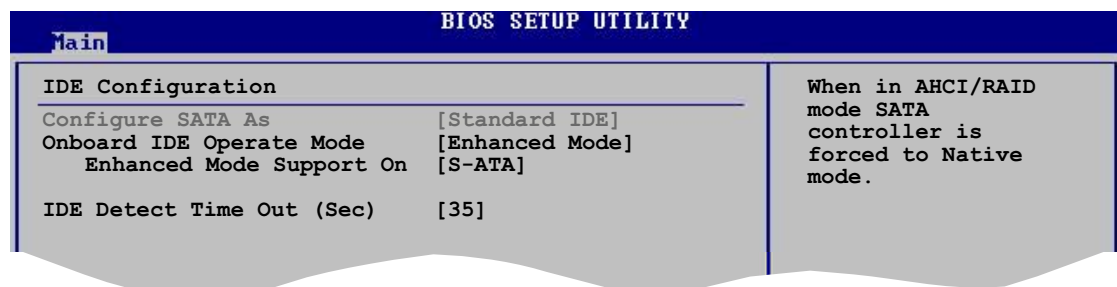 BIOS SETUP UTILITY
Main
IDE Configuration
Configure SATA As [Standard IDE]
Onboard IDE Operate Mode [Enhanced Mode]
Enhanced Mode Support On [S-ATA]
IDE Detect Time Out (Sec) [35]
When in AHCI/RAID
mode SATA
controller is
forced to Native
mode.